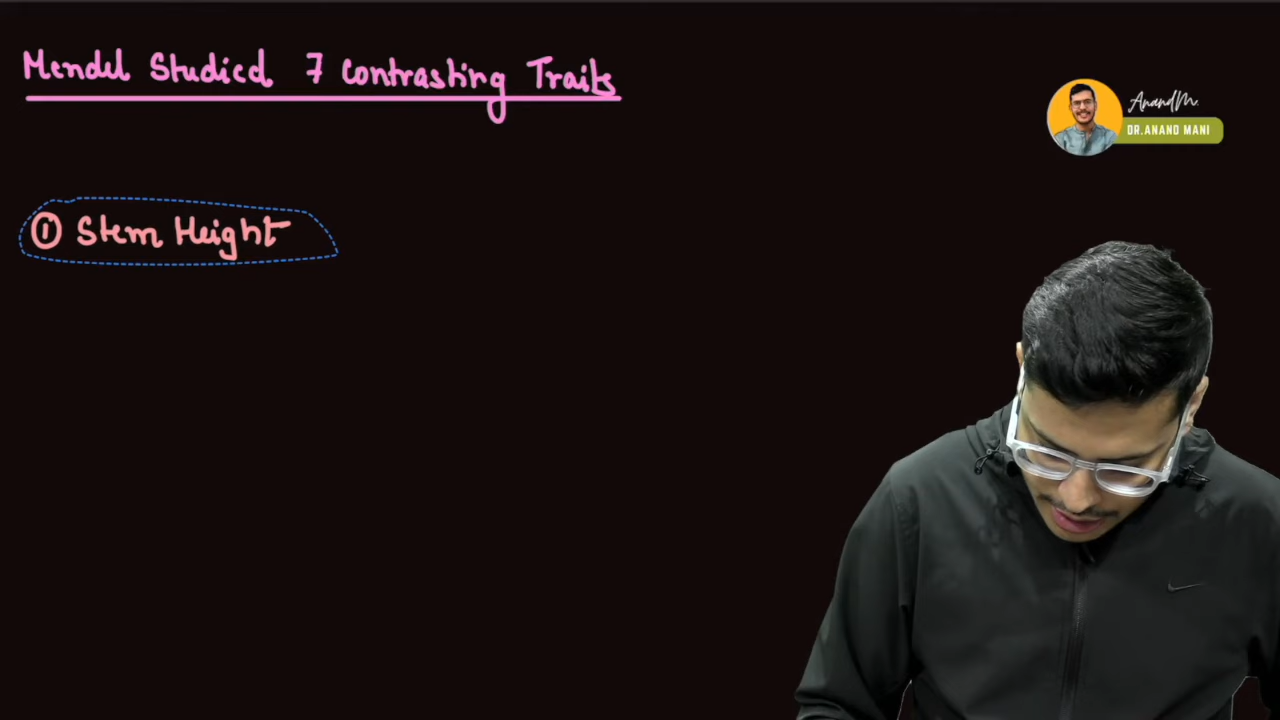 Mendel Studied 7 Contrasting Traits
AnandM.
DR.ANAND MANI
① Stem Height